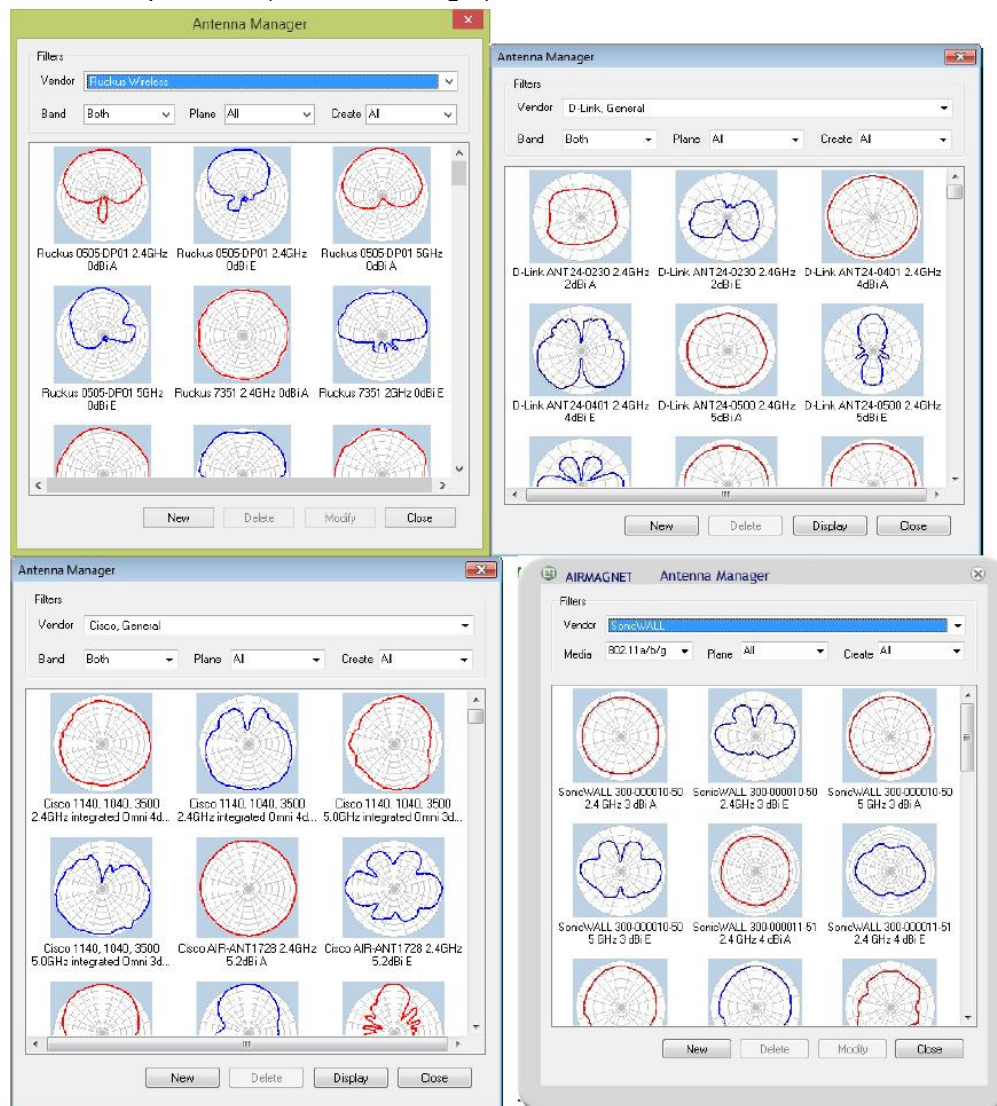 Antenna Manager
Filters
Vendor Ruckus Wireless
Band Both Plane All Create All
Ruckus 0505-DP01 2.4GHz Ruckus 0505-DP01 2.4GHz Ruckus 0505-DP01 5GHz
0dBi A 0dBi E 0dBi A
Ruckus 0505-DP01 5GHz Ruckus 7351 2.4GHz 0dBi A Ruckus 7351 2GHz 0dBi E
0dBi E
New Delete Modify Close
Antenna Manager
Filters
Vendor D-Link, General
Band Both Plane All Create All
D-Link ANT24-0230 2.4GHz D-Link ANT24-0230 2.4GHz D-Link ANT24-0401 2.4GHz
2dBi A 2dBi E 4dBi A
D-Link ANT24-0401 2.4GHz D-Link ANT24-0500 2.4GHz D-Link ANT24-0500 2.4GHz
4dBi E 5dBi A 5dBi E
New Delete Display Close
Antenna Manager
Filters
Vendor Cisco, General
Band Both Plane All Create All
Cisco 1140, 1040, 3500 Cisco 1140, 1040, 3500 Cisco 1140, 1040, 3500
2.4GHz integrated Omni 4d... 2.4GHz integrated Omni 4d... 5.0GHz integrated Omni 3d...
Cisco 1140, 1040, 3500 Cisco AIR-ANT1728 2.4GHz Cisco AIR-ANT1728 2.4GHz
5.0GHz integrated Omni 3d... 5.2dBi A 5.2dBi E
New Delete Display Close
AIRMAGNET Antenna Manager
Filters
Vendor SonicWALL
Media 802.11a/b/g Plane All Create All
SonicWALL 300-000010-50 SonicWALL 300-000010-50 SonicWALL 300-000010-50
2.4 GHz 3 dBi A 2.4GHz 3 dBi E 5 GHz 3 dBi A
SonicWALL 300-000010-50 SonicWALL 300-000011-51 SonicWALL 300-000011-51
5 GHz 3 dBi E 2.4 GHz 4 dBi A 2.4 GHz 4 dBi E
New Delete Modify Close